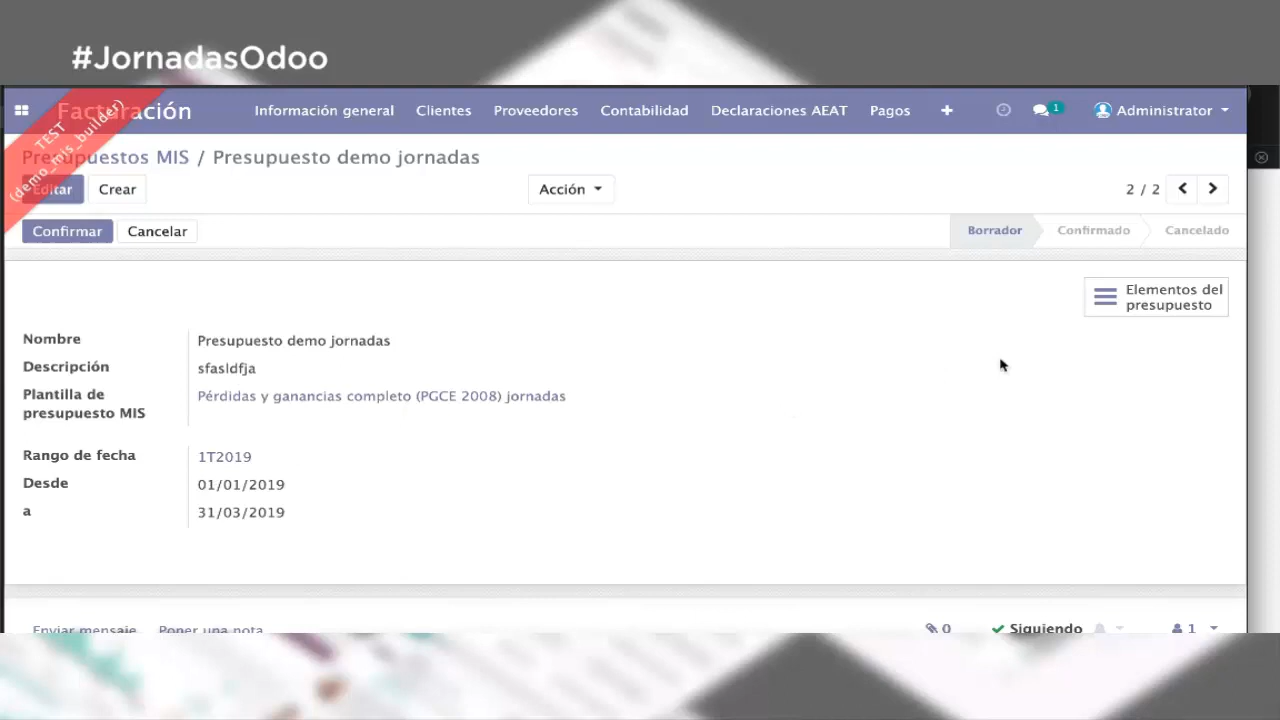 #JornadasOdoo
Facturación
Información general
Clientes
Proveedores
Contabilidad
Declaraciones AEAT
Pagos
1
Administrator
TEST
(demo_mis_builder)
Presupuestos MIS / Presupuesto demo jornadas
Editar
Crear
Acción
2 / 2
Confirmar
Cancelar
Borrador
Confirmado
Cancelado
Elementos del
presupuesto
Nombre
Presupuesto demo jornadas
Descripción
sfasldfja
Plantilla de
presupuesto MIS
Pérdidas y ganancias completo (PGCE 2008) jornadas
Rango de fecha
1T2019
Desde
01/01/2019
a
31/03/2019
Enviar mensaje
Poner una nota
0
Siguiendo
1